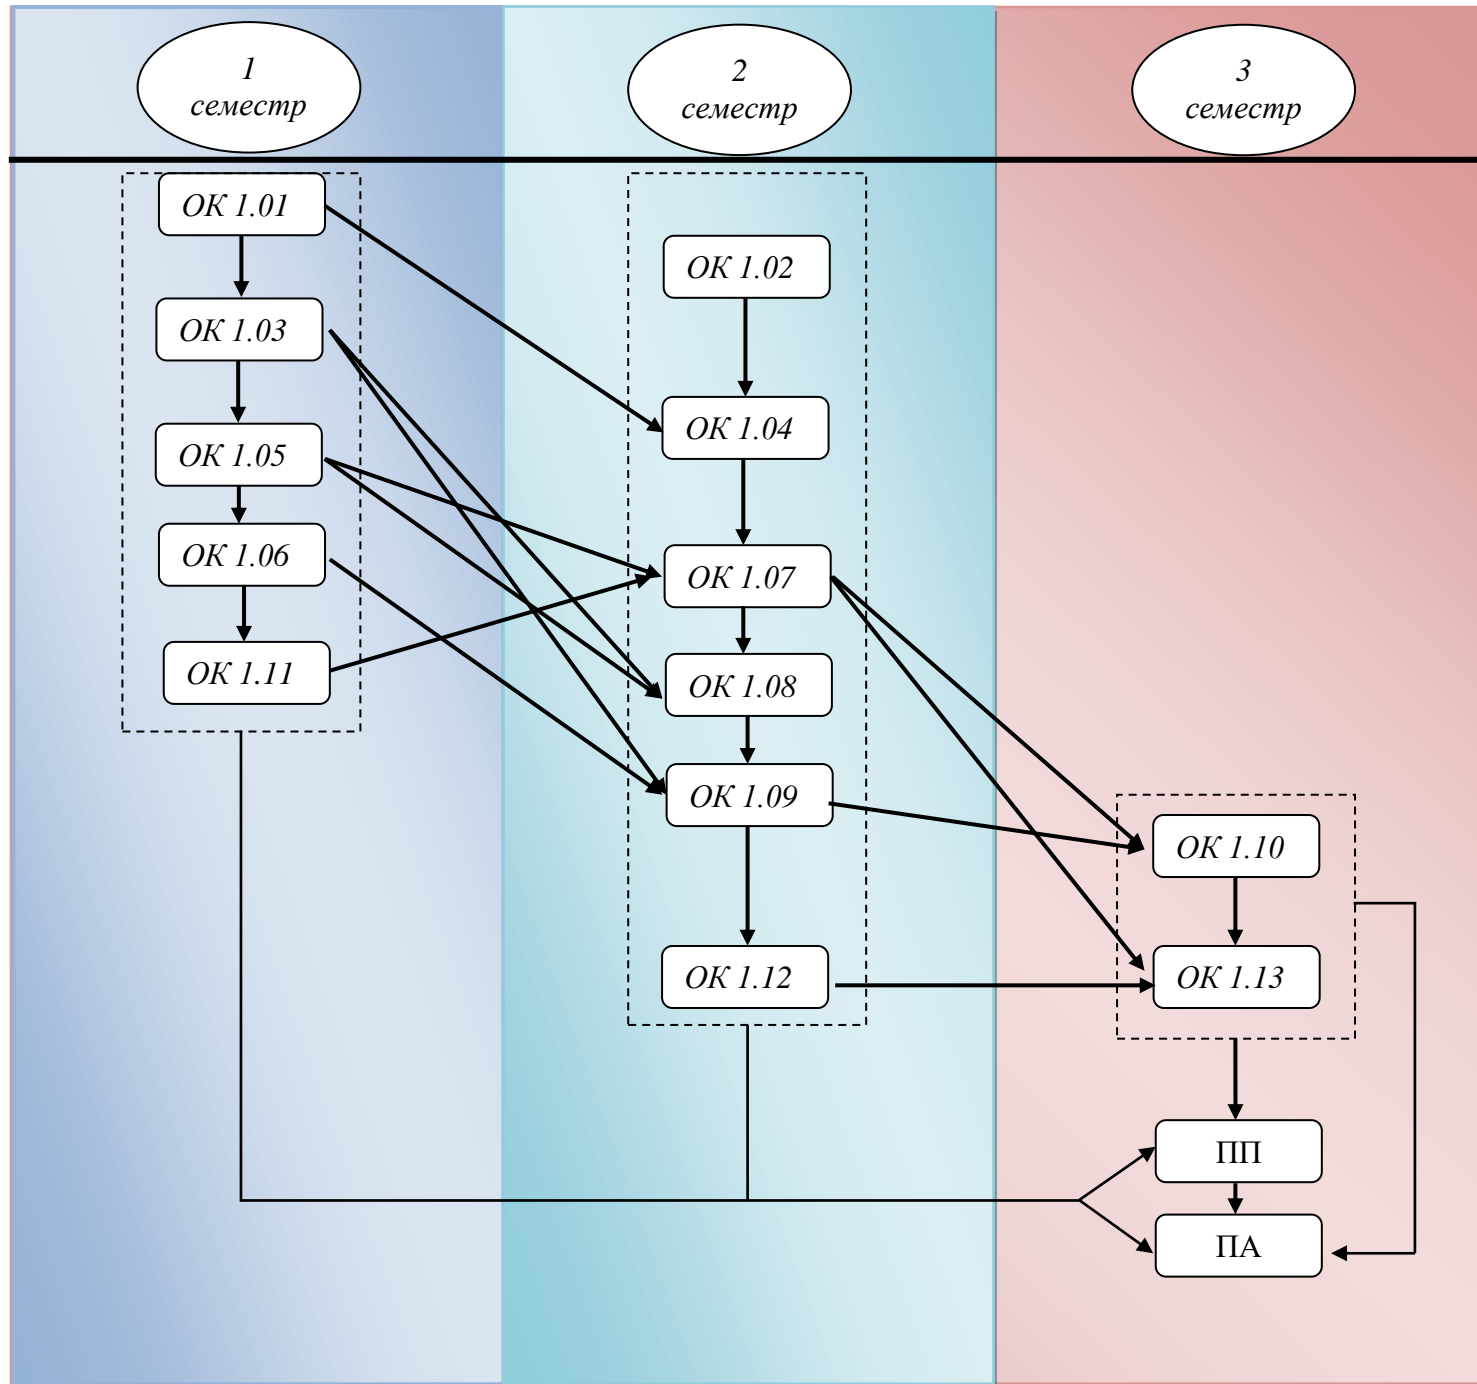 1
семестр
2
семестр
3
семестр
ОК 1.01
ОК 1.03
ОК 1.05
ОК 1.06
ОК 1.11
ОК 1.02
ОК 1.04
ОК 1.07
ОК 1.08
ОК 1.09
ОК 1.12
ОК 1.10
ОК 1.13
ПП
ПА